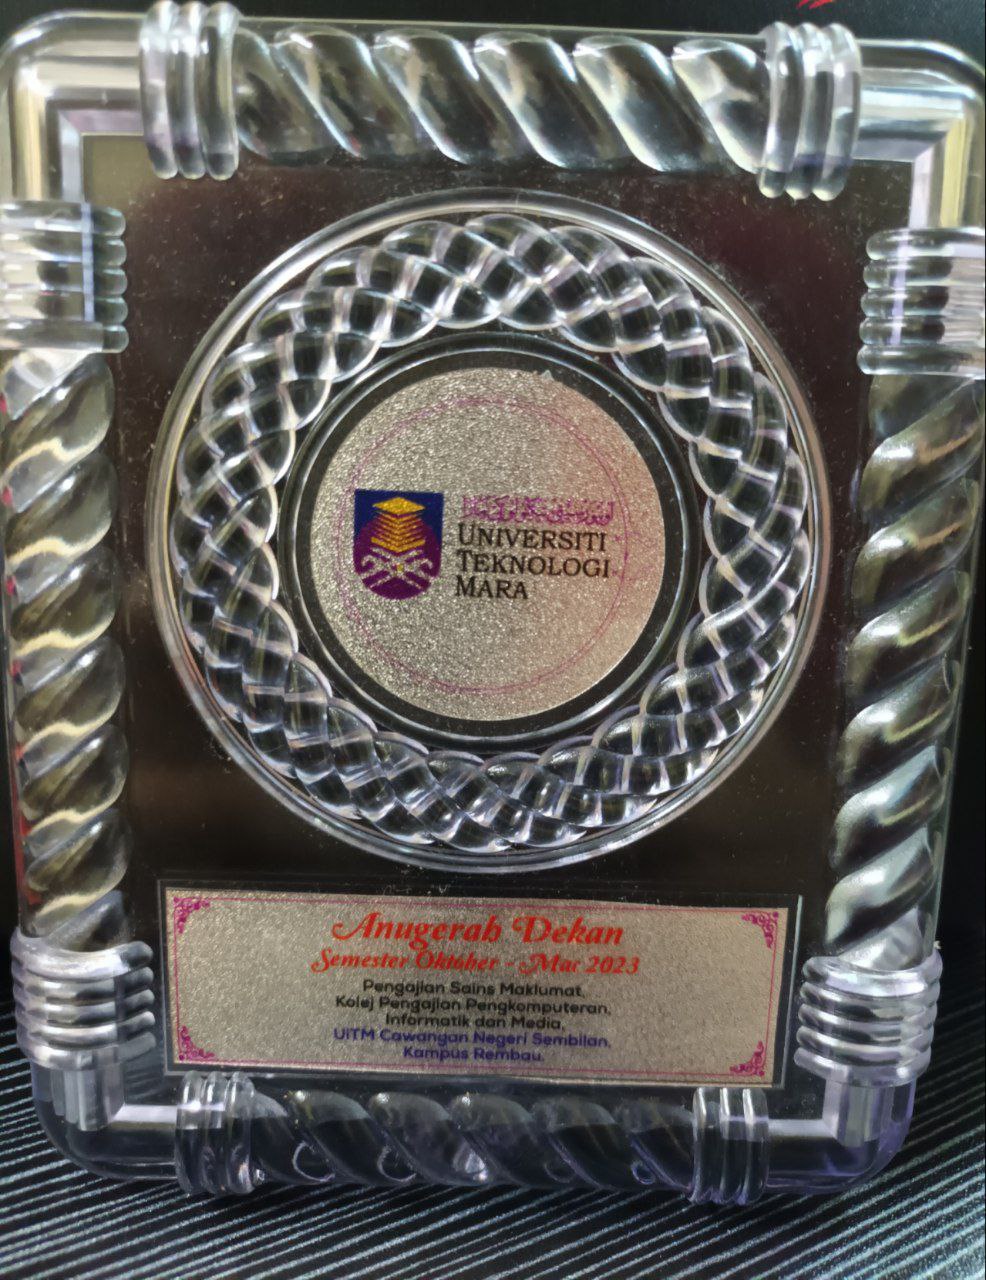 UNIVERSITI
TEKNOLOGI
MARA
Anugerah Dekan
Semester Oktober - Mac 2023
Pengajian Sains Maklumat,
Kolej Pengajian Pengkomputeran,
Informatik dan Media,
UiTM Cawangan Negeri Sembilan,
Kampus Rembau.